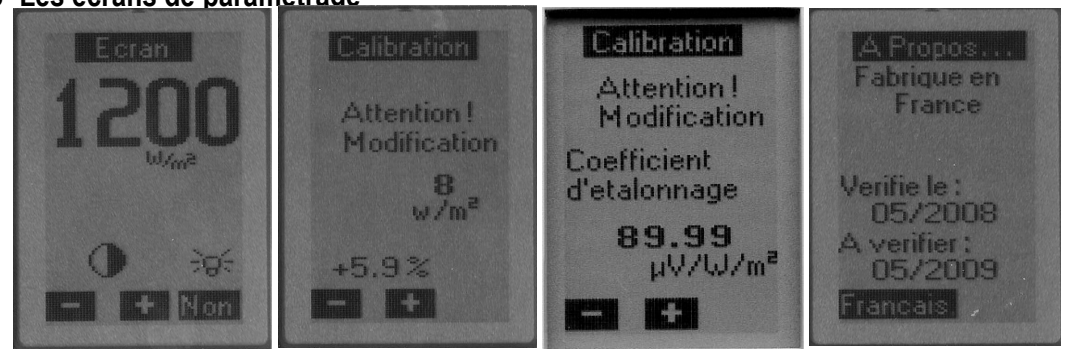 Les écrans de paramétrage
Ecran
1200
W/m²
- + Non
Calibration
Attention !
Modification
8
w/m²
+5.9%
- +
Calibration
Attention !
Modification
Coefficient
d'etalonnage
89.99
µV/W/m²
- +
A Propos...
Fabrique en
France
Verifie le :
05/2008
A verifier :
05/2009
Francais